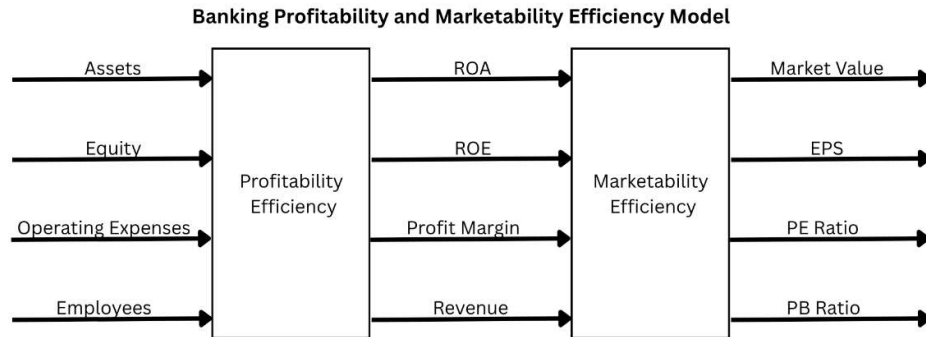 Banking Profitability and Marketability Efficiency Model
Assets
ROA
Market Value
Equity
ROE
EPS
Profitability
Efficiency
Marketability
Efficiency
Operating Expenses
Profit Margin
PE Ratio
Employees
Revenue
PB Ratio